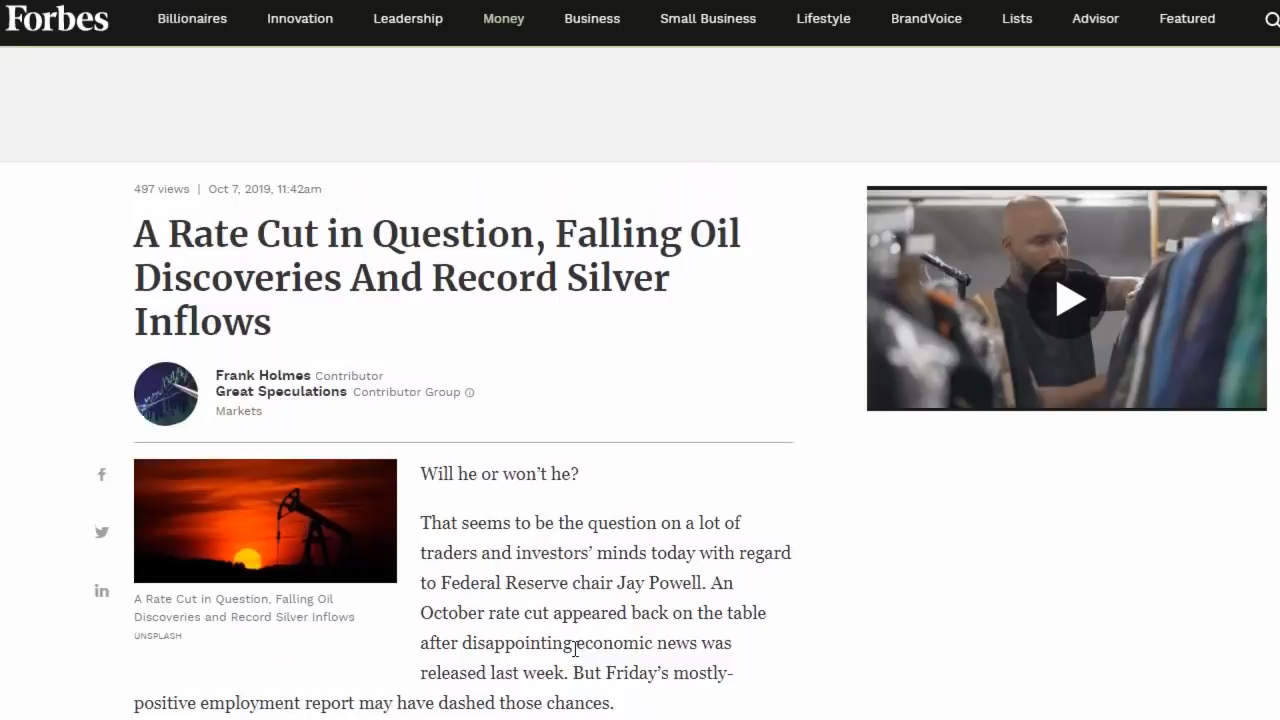 Forbes
Billionaires
Innovation
Leadership
Money
Business
Small Business
Lifestyle
BrandVoice
Lists
Advisor
Featured
497 views | Oct 7, 2019, 11:42am
A Rate Cut in Question, Falling Oil
Discoveries And Record Silver
Inflows
Frank Holmes Contributor
Great Speculations Contributor Group
Markets
A Rate Cut in Question, Falling Oil
Discoveries and Record Silver Inflows
UNSPLASH
Will he or won’t he?
That seems to be the question on a lot of
traders and investors’ minds today with regard
to Federal Reserve chair Jay Powell. An
October rate cut appeared back on the table
after disappointing economic news was
released last week. But Friday’s mostly-
positive employment report may have dashed those chances.